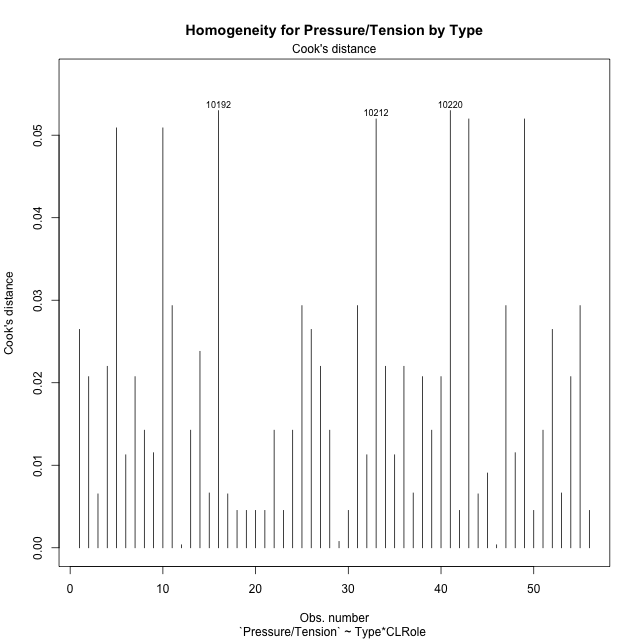 Homogeneity for Pressure/Tension by Type
Cook's distance
10192
10212
10220
0.05
0.04
0.03
0.02
0.01
0.00
Cook's distance
0 10 20 30 40 50
Obs. number
`Pressure/Tension` ~ Type*CLRole